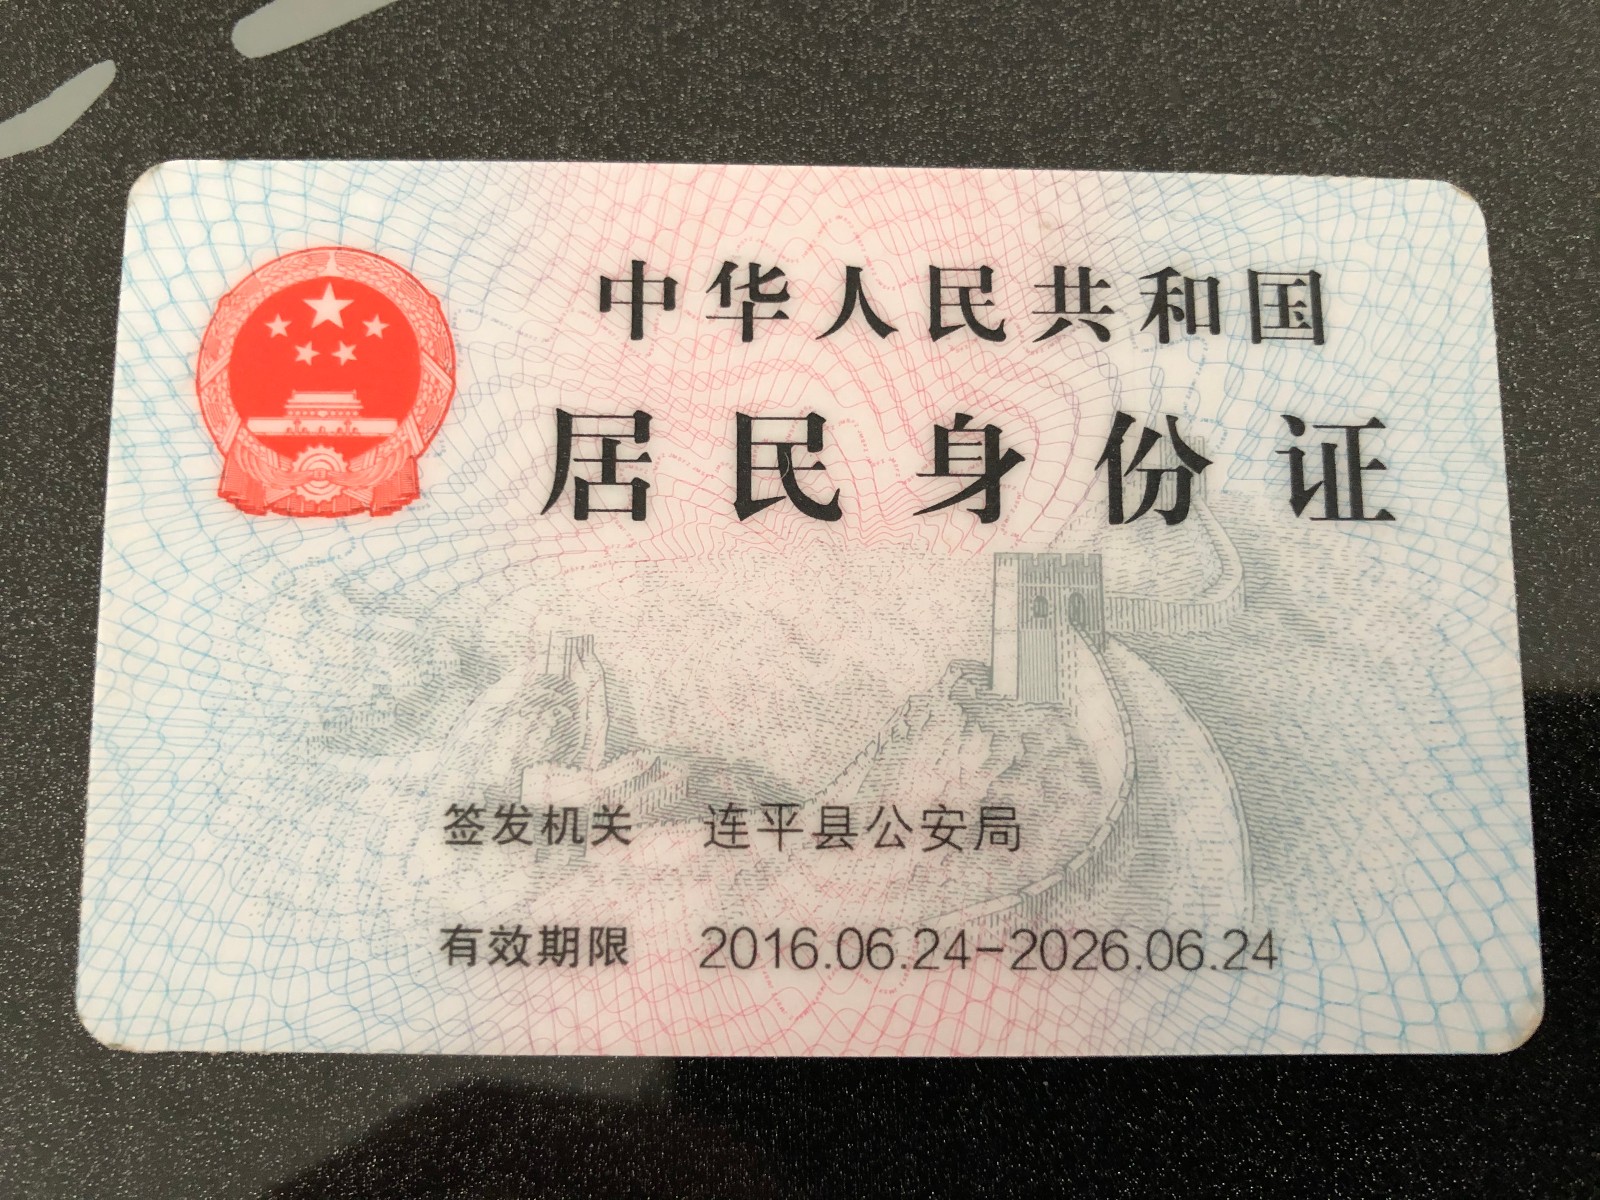 中华人民共和国
居民身份证
签发机关 连平县公安局
有效期限 2016.06.24-2026.06.24